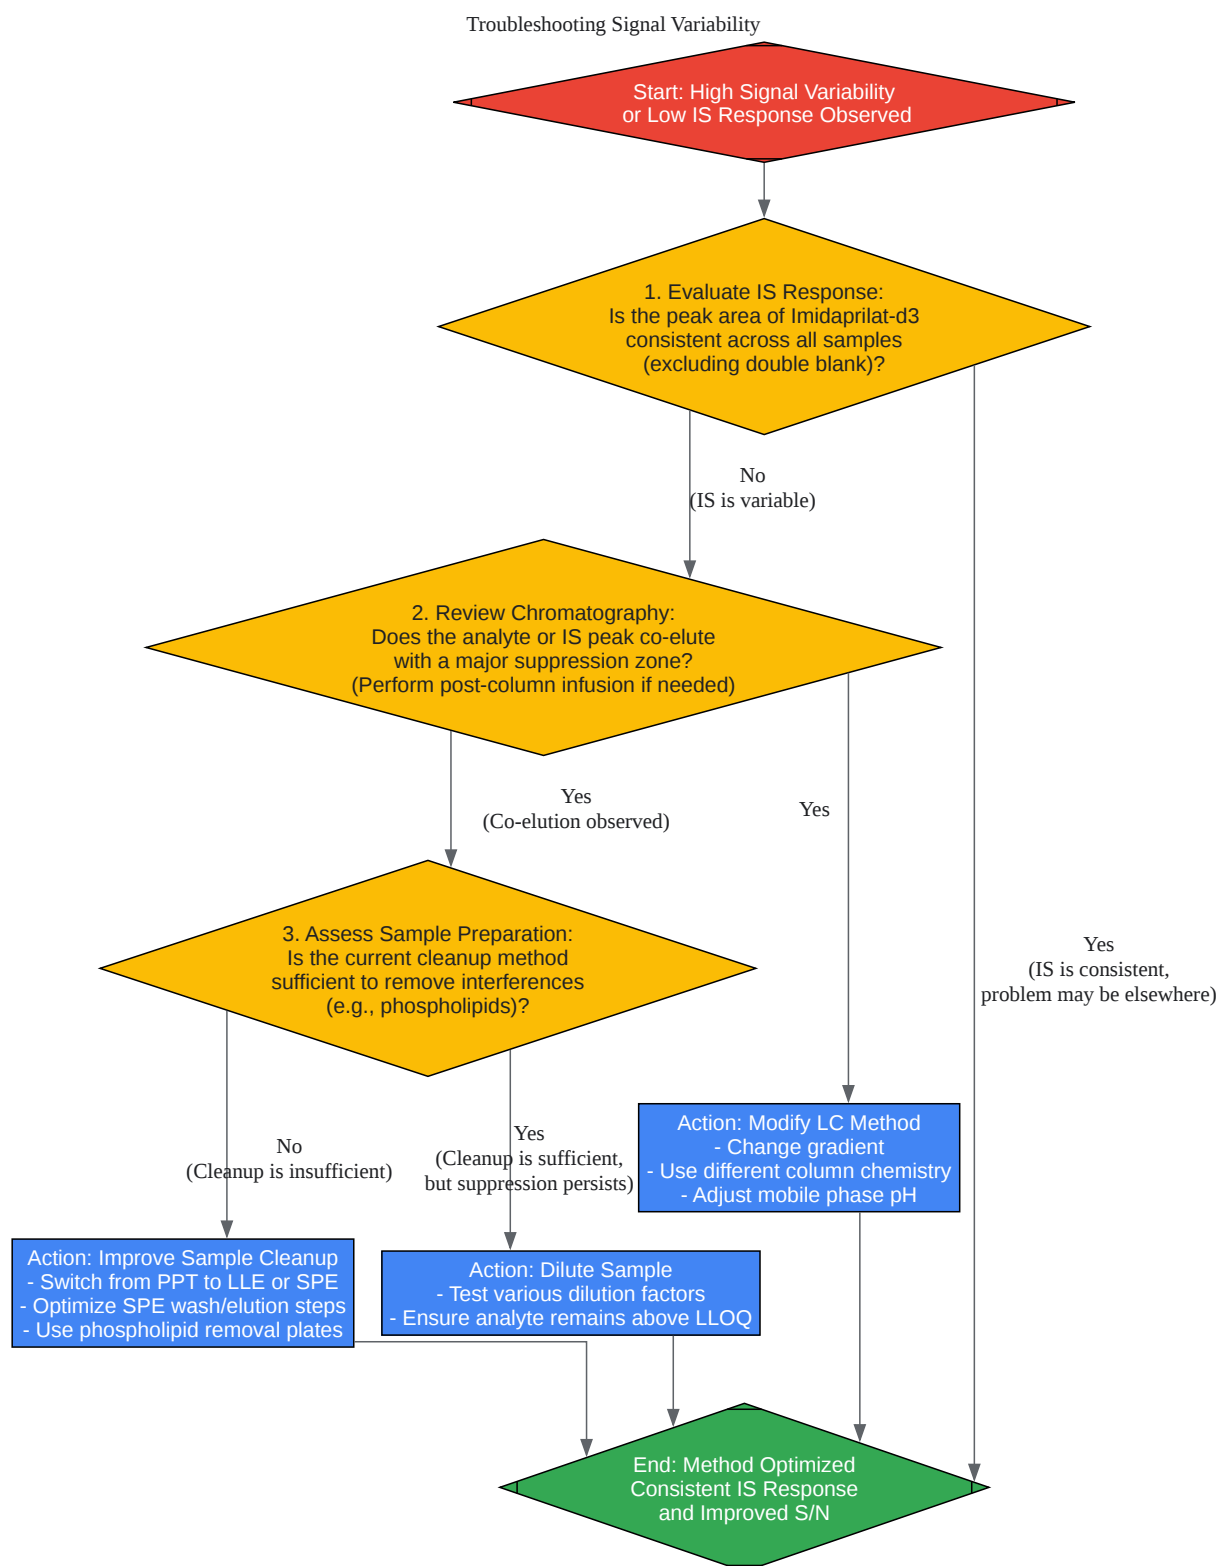 Troubleshooting Signal Variability
Start: High Signal Variability
or Low IS Response Observed
1. Evaluate IS Response:
Is the peak area of Imidaprilat-d3
consistent across all samples
(excluding double blank)?
No
(IS is variable)
2. Review Chromatography:
Does the analyte or IS peak co-elute
with a major suppression zone?
(Perform post-column infusion if needed)
Yes
(Co-elution observed)
Yes
3. Assess Sample Preparation:
Is the current cleanup method
sufficient to remove interferences
(e.g., phospholipids)?
Yes
(IS is consistent,
problem may be elsewhere)
No
(Cleanup is insufficient)
Yes
(Cleanup is sufficient,
but suppression persists)
Action: Modify LC Method
- Change gradient
- Use different column chemistry
- Adjust mobile phase pH
Action: Improve Sample Cleanup
- Switch from PPT to LLE or SPE
- Optimize SPE wash/elution steps
- Use phospholipid removal plates
Action: Dilute Sample
- Test various dilution factors
- Ensure analyte remains above LLOQ
End: Method Optimized
Consistent IS Response
and Improved S/N